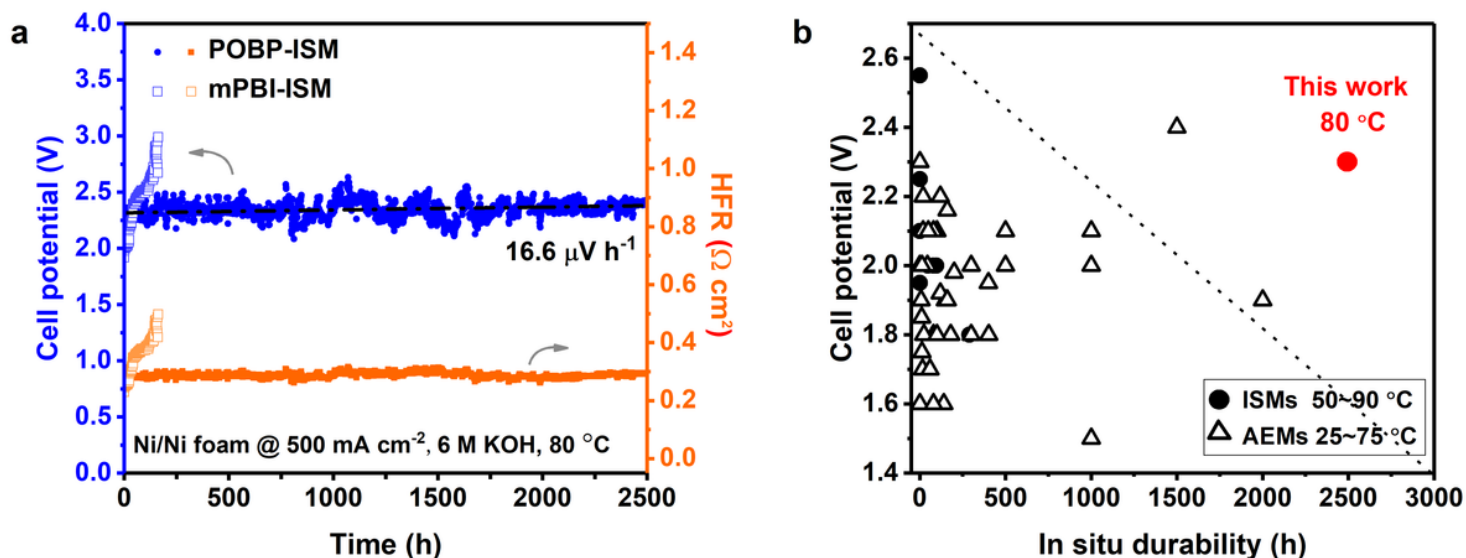 a
4.0
3.5
3.0
2.5
2.0
1.5
1.0
0.5
0.0
Cell potential (V)
POBP-ISM
mPBI-ISM
16.6 μV h⁻¹
Ni/Ni foam @ 500 mA cm⁻², 6 M KOH, 80 °C
0 500 1000 1500 2000 2500
Time (h)
1.4
1.2
1.0
0.8
0.6
0.4
0.2
0.0
HFR (Ω cm²)
b
2.6
2.4
2.2
2.0
1.8
1.6
1.4
Cell potential (V)
This work
80 °C
ISMs 50~90 °C
AEMs 25~75 °C
0 500 1000 1500 2000 2500 3000
In situ durability (h)